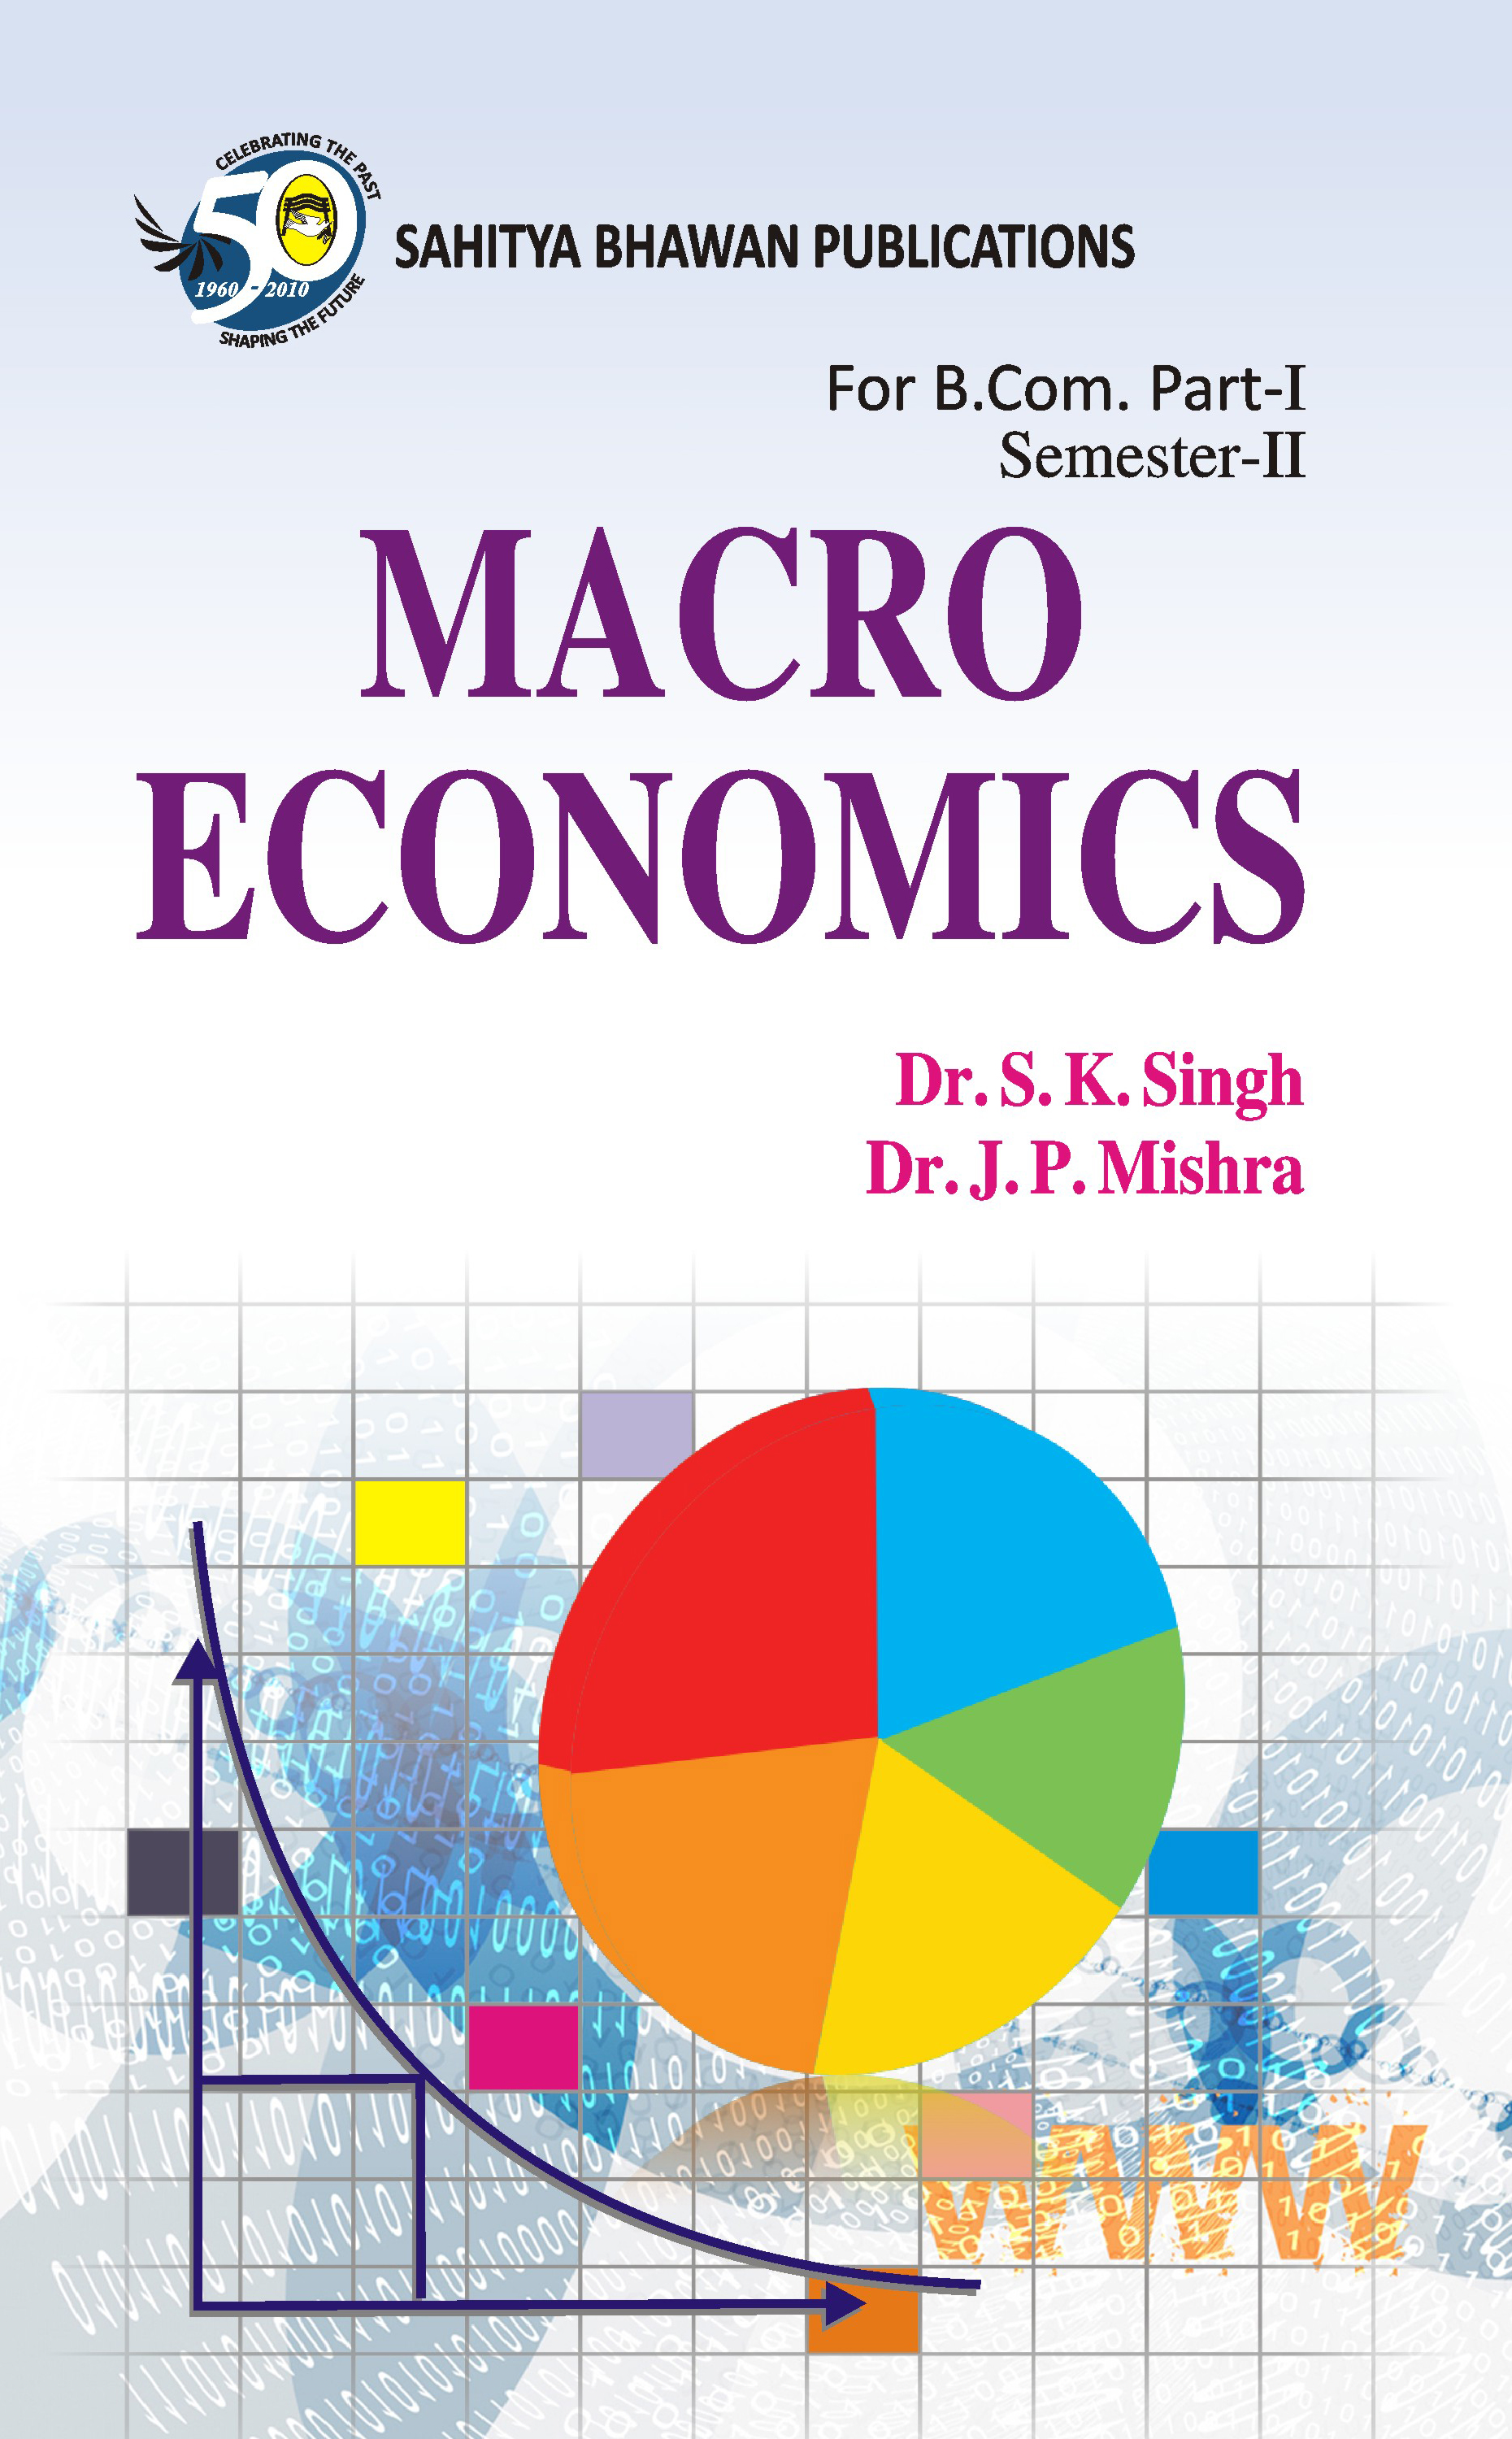 CELEBRATING THE PAST
50
1960 - 2010
SHAPING THE FUTURE
SAHITYA BHAWAN PUBLICATIONS
For B.Com. Part-I
Semester-II
MACRO
ECONOMICS
Dr. S. K. Singh
Dr. J. P. Mishra
www